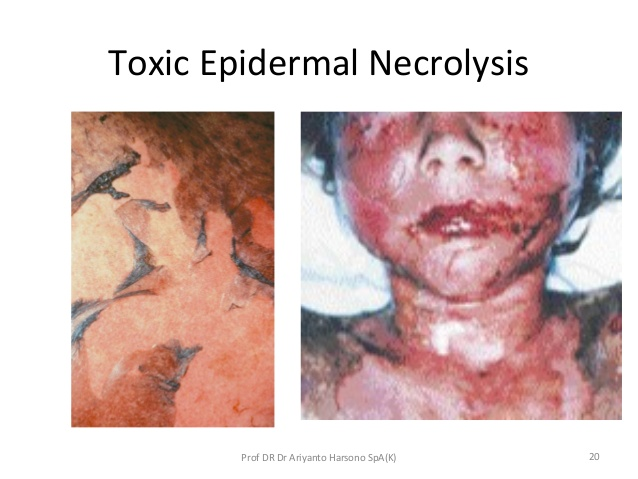 Toxic Epidermal Necrolysis
Prof DR Dr Ariyanto Harsono SpA(K)
20